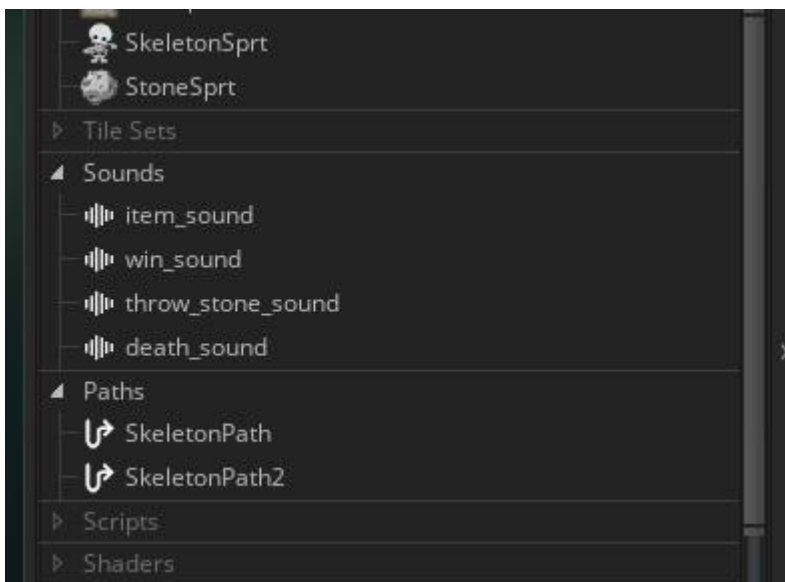 SkeletonSprt
StoneSprt
Tile Sets
Sounds
item_sound
win_sound
throw_stone_sound
death_sound
Paths
SkeletonPath
SkeletonPath2
Scripts
Shaders